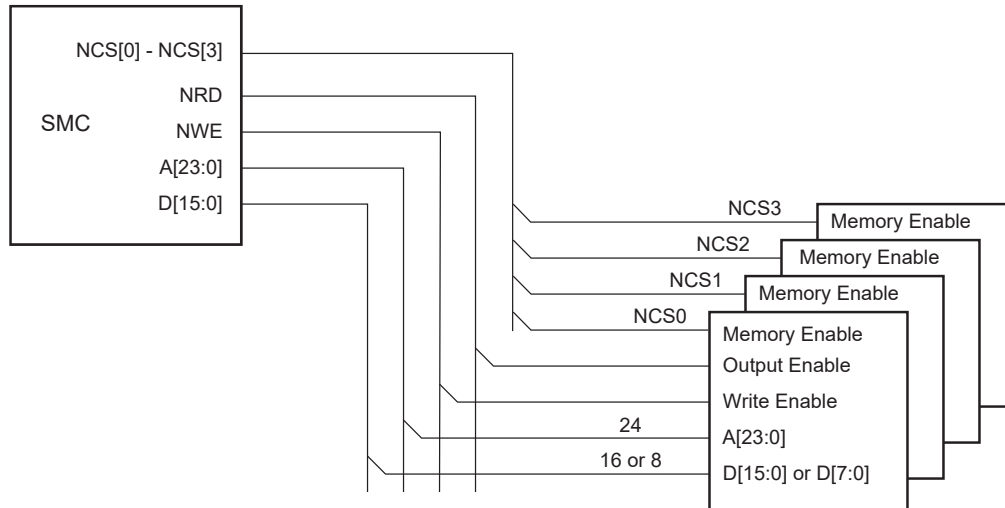 NCS[0] - NCS[3]
NRD
SMC
NWE
A[23:0]
D[15:0]
NCS3
Memory Enable
NCS2
Memory Enable
NCS1
Memory Enable
NCS0
Memory Enable
Output Enable
Write Enable
24
A[23:0]
16 or 8
D[15:0] or D[7:0]